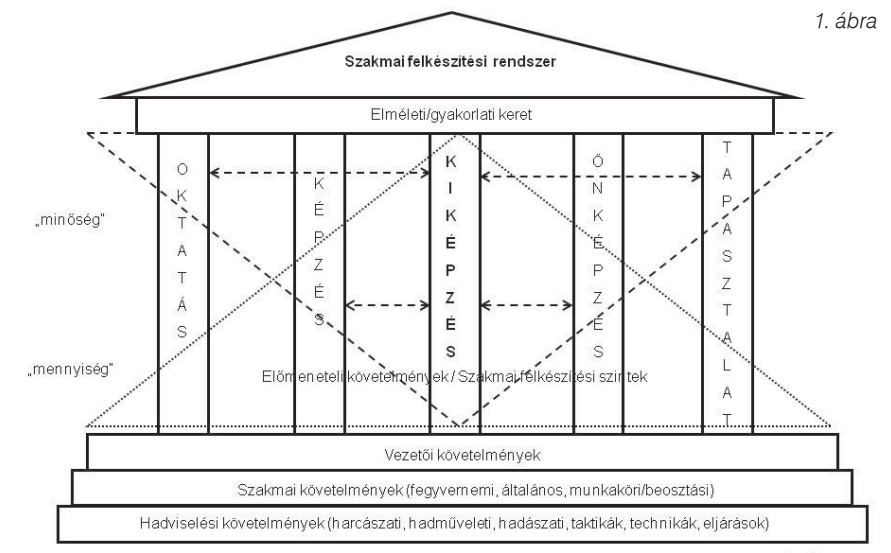 1. ábra
Szakmai felkészítési rendszer
Elméleti/gyakorlati keret
OKTATÁS
KÉPZÉS
KIKÉPZÉS
ÖNKÉPZÉS
TAPASZTALAT
„minőség”
„mennyiség”
Előmeneteli követelmények / Szakmai felkészítési szintek
Vezetői követelmények
Szakmai követelmények (fegyvernemi, általános, munkaköri/beosztási)
Hadviselési követelmények (harcászati, hadműveleti, hadászati, taktikák, technikák, eljárások)